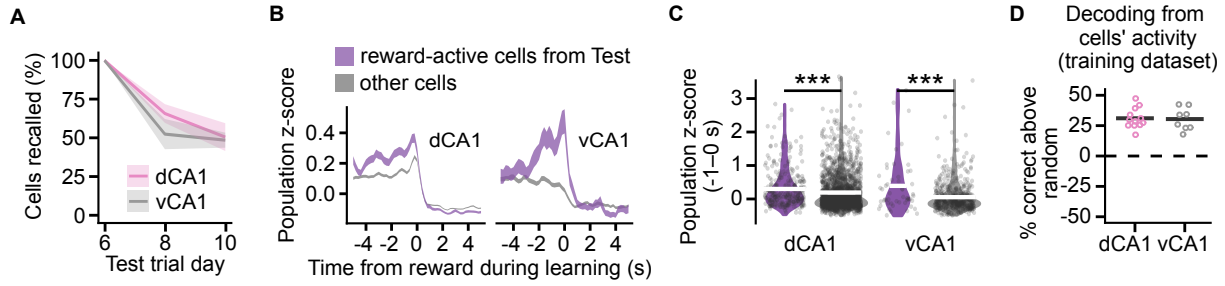 A
Cells recalled (%)
100
75
50
25
0
dCA1
vCA1
6 8 10
Test trial day
B
reward-active cells from Test
other cells
Population z-score
0.4
0.2
0.0
dCA1
vCA1
-4 -2 0 2 4
-4 -2 0 2 4
Time from reward during learning (s)
C
Population z-score
(-1–0 s)
3
2
1
0
***
***
dCA1 vCA1
D
Decoding from
cells' activity
(training dataset)
% correct above
random
50
25
0
-25
-50
dCA1 vCA1